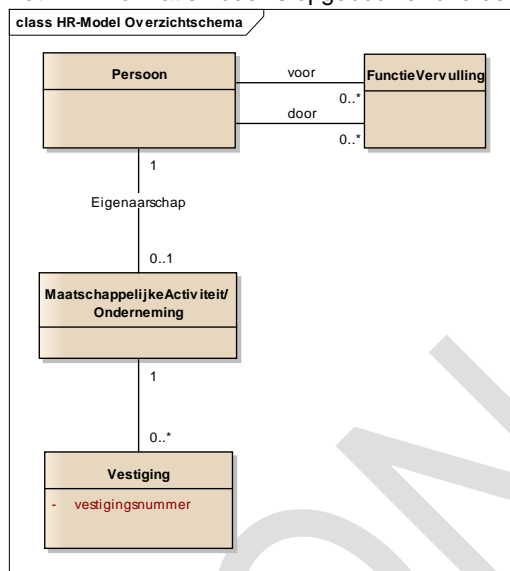 class HR-Model Overzichtschema
Persoon
voor
FunctieVervulling
0..*
door
0..*
1
Eigenaarschap
0..1
MaatschappelijkeActiviteit/
Onderneming
1
0..*
Vestiging
- vestigingsnummer